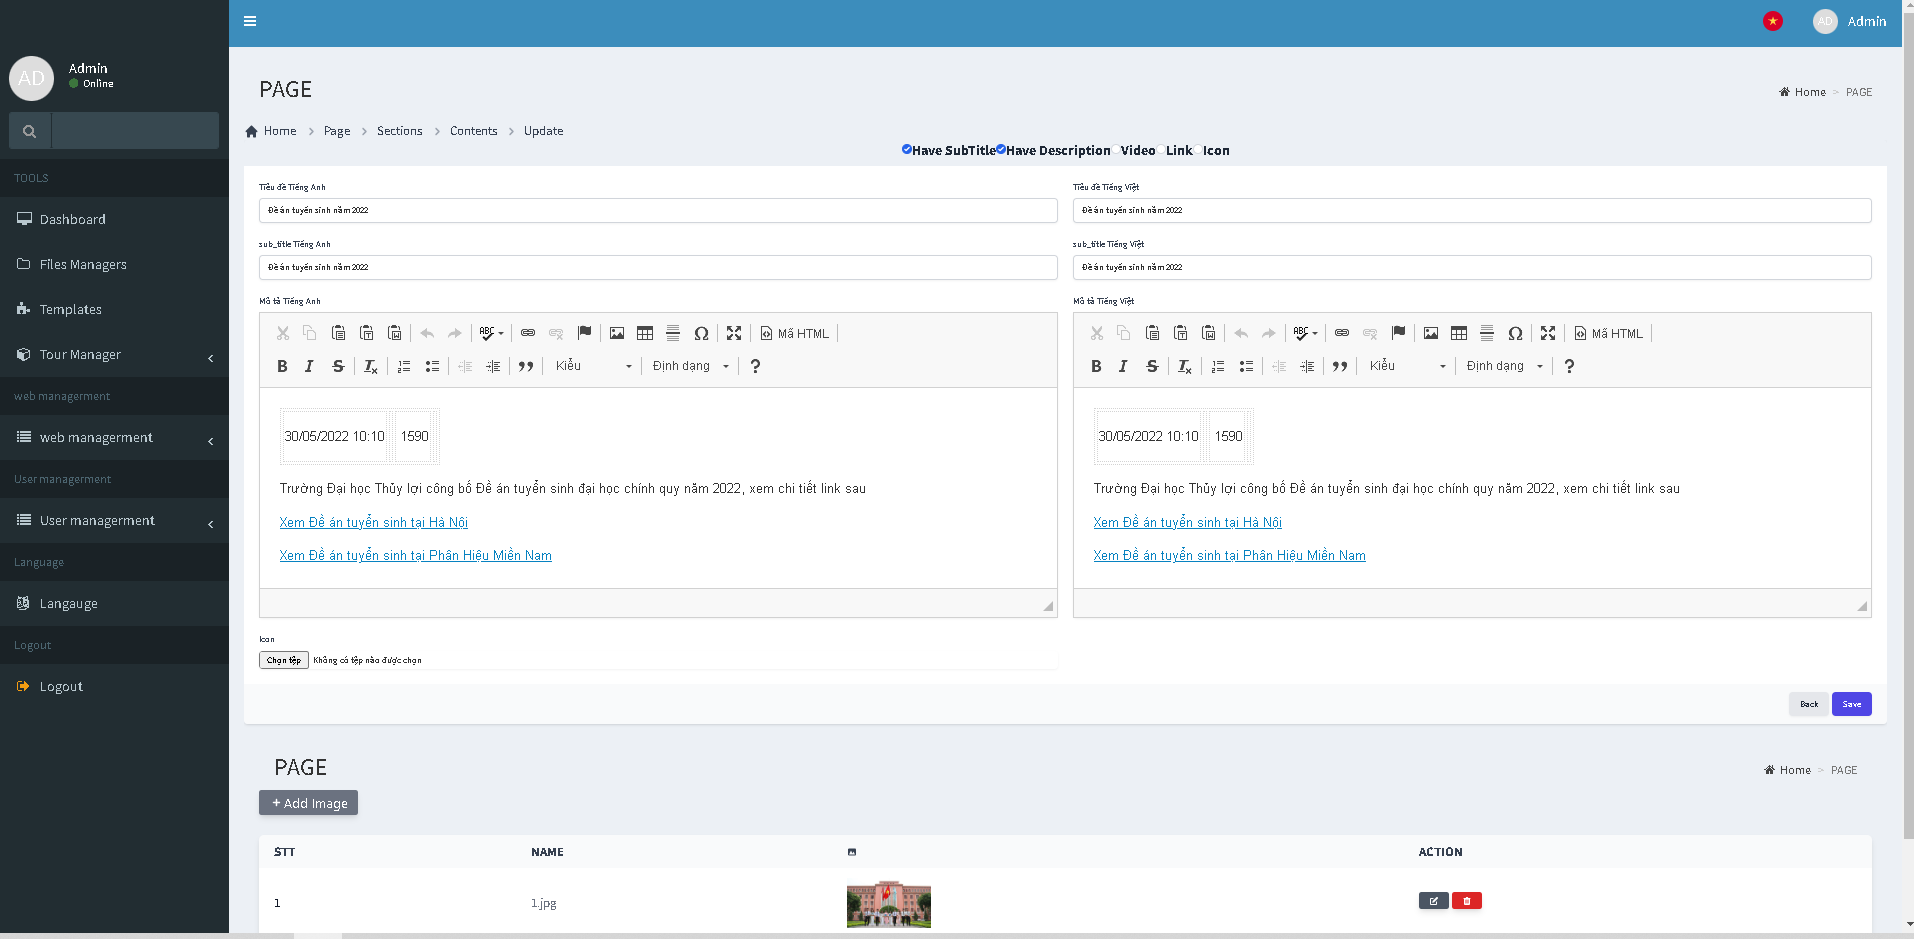 AD Admin
AD Admin
Online
TOOLS
Dashboard
Files Managers
Templates
Tour Manager
web managerment
web managerment
User managerment
User managerment
Language
Langauge
Logout
Logout
PAGE
Home > PAGE
Home > Page > Sections > Contents > Update
Have SubTitle Have Description Video Link Icon
Tiêu đề Tiếng Anh
Đề án tuyển sinh năm 2022
Tiêu đề Tiếng Việt
Đề án tuyển sinh năm 2022
sub_title Tiếng Anh
Đề án tuyển sinh năm 2022
sub_title Tiếng Việt
Đề án tuyển sinh năm 2022
Mô tả Tiếng Anh
ABC Ω Mã HTML
B I S Tx Kiểu Định dạng ?
30/05/2022 10:10 1590
Trường Đại học Thủy lợi công bố Đề án tuyển sinh đại học chính quy năm 2022, xem chi tiết link sau
Xem Đề án tuyển sinh tại Hà Nội
Xem Đề án tuyển sinh tại Phân Hiệu Miền Nam
Mô tả Tiếng Việt
ABC Ω Mã HTML
B I S Tx Kiểu Định dạng ?
30/05/2022 10:10 1590
Trường Đại học Thủy lợi công bố Đề án tuyển sinh đại học chính quy năm 2022, xem chi tiết link sau
Xem Đề án tuyển sinh tại Hà Nội
Xem Đề án tuyển sinh tại Phân Hiệu Miền Nam
Icon
Chọn tệp Không có tệp nào được chọn
Back Save
PAGE
Home > PAGE
+ Add Image
STT NAME ACTION
1 1.jpg